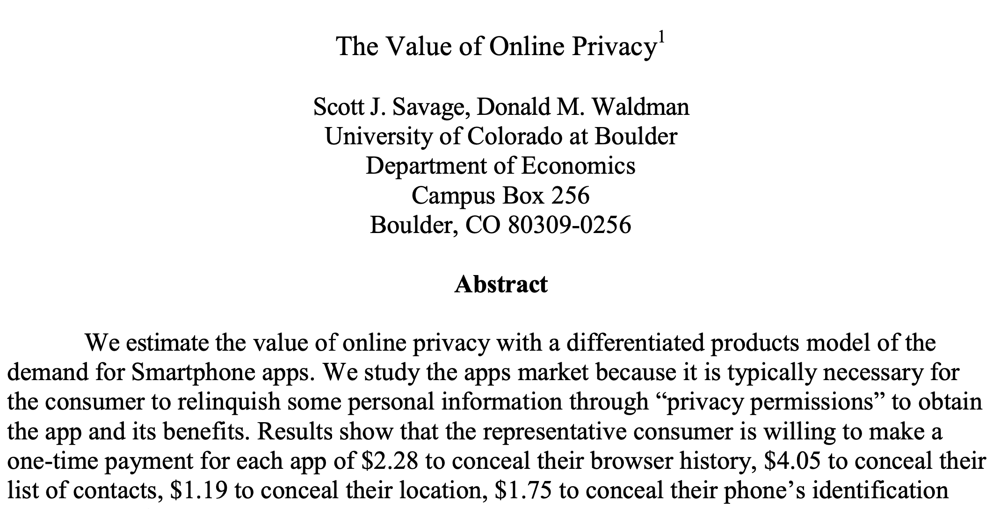 The Value of Online Privacy¹
Scott J. Savage, Donald M. Waldman
University of Colorado at Boulder
Department of Economics
Campus Box 256
Boulder, CO 80309-0256
Abstract
We estimate the value of online privacy with a differentiated products model of the
demand for Smartphone apps. We study the apps market because it is typically necessary for
the consumer to relinquish some personal information through “privacy permissions” to obtain
the app and its benefits. Results show that the representative consumer is willing to make a
one-time payment for each app of $2.28 to conceal their browser history, $4.05 to conceal their
list of contacts, $1.19 to conceal their location, $1.75 to conceal their phone’s identification